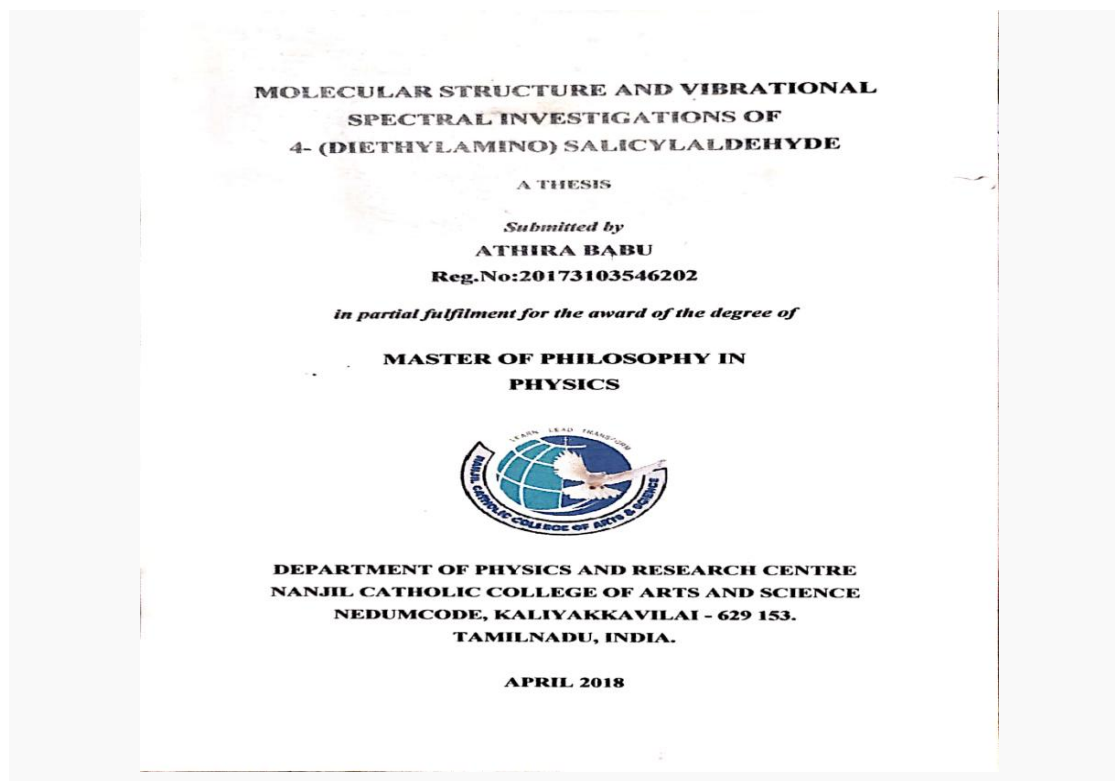 MOLECULAR STRUCTURE AND VIBRATIONAL
SPECTRAL INVESTIGATIONS OF
4- (DIETHYLAMINO) SALICYLALDEHYDE
A THESIS
Submitted by
ATHIRA BABU
Reg.No:20173103546202
in partial fulfilment for the award of the degree of
MASTER OF PHILOSOPHY IN
PHYSICS
LEARN LEAD TRANSFORM
NANJIL CATHOLIC COLLEGE OF ARTS & SCIENCE
DEPARTMENT OF PHYSICS AND RESEARCH CENTRE
NANJIL CATHOLIC COLLEGE OF ARTS AND SCIENCE
NEDUMCODE, KALIYAKKAVILAI - 629 153.
TAMILNADU, INDIA.
APRIL 2018